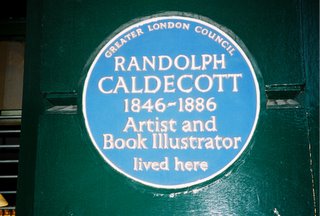 GREATER LONDON COUNCIL
RANDOLPH
CALDECOTT
1846-1886
Artist and
Book Illustrator
lived here